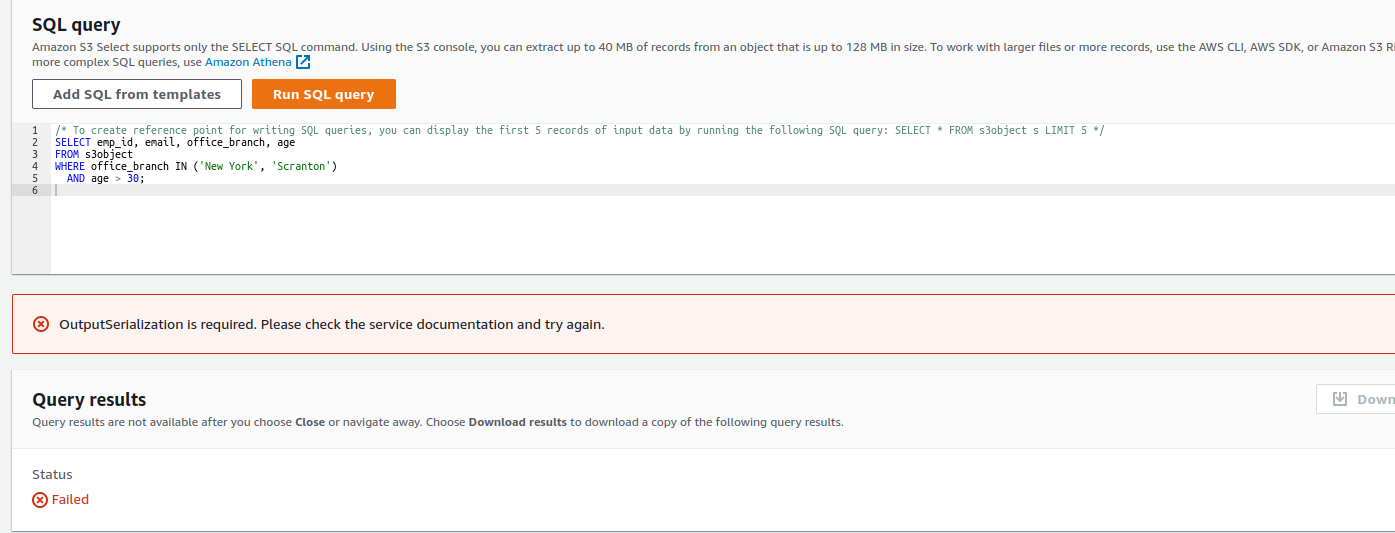 SQL query
Amazon S3 Select supports only the SELECT SQL command. Using the S3 console, you can extract up to 40 MB of records from an object that is up to 128 MB in size. To work with larger files or more records, use the AWS CLI, AWS SDK, or Amazon S3
more complex SQL queries, use Amazon Athena
Add SQL from templates
Run SQL query
1 /* To create reference point for writing SQL queries, you can display the first 5 records of input data by running the following SQL query: SELECT * FROM s3object s LIMIT 5 */
2 SELECT emp_id, email, office_branch, age
3 FROM s3object
4 WHERE office_branch IN ('New York', 'Scranton')
5 AND age > 30;
6
OutputSerialization is required. Please check the service documentation and try again.
Query results
Down
Query results are not available after you choose Close or navigate away. Choose Download results to download a copy of the following query results.
Status
Failed